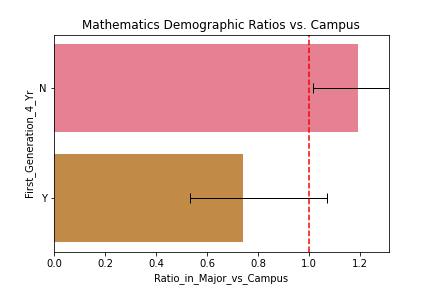 Mathematics Demographic Ratios vs. Campus
First_Generation_4_Yr
N
Y
0.0 0.2 0.4 0.6 0.8 1.0 1.2
Ratio_in_Major_vs_Campus